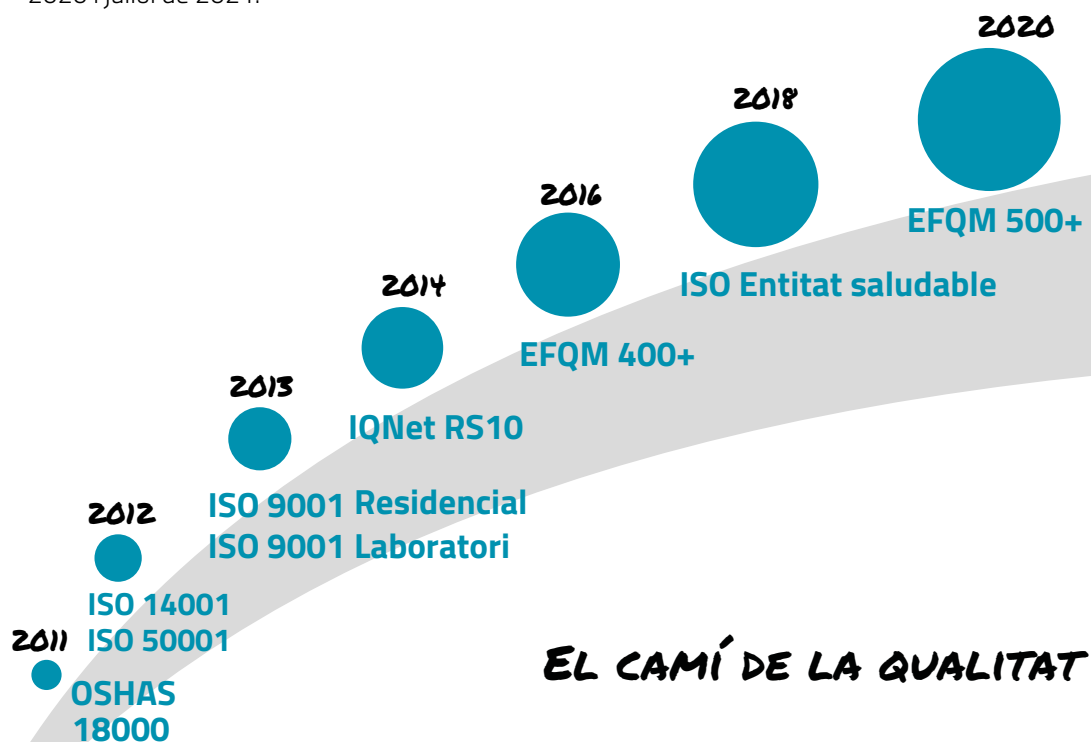 2020
2018
EFQM 500+
2016
ISO Entitat saludable
2014
EFQM 400+
2013
IQNet RS10
ISO 9001 Residencial
ISO 9001 Laboratori
2012
ISO 14001
ISO 50001
2011
OSHAS
18000
EL CAMÍ DE LA QUALITAT